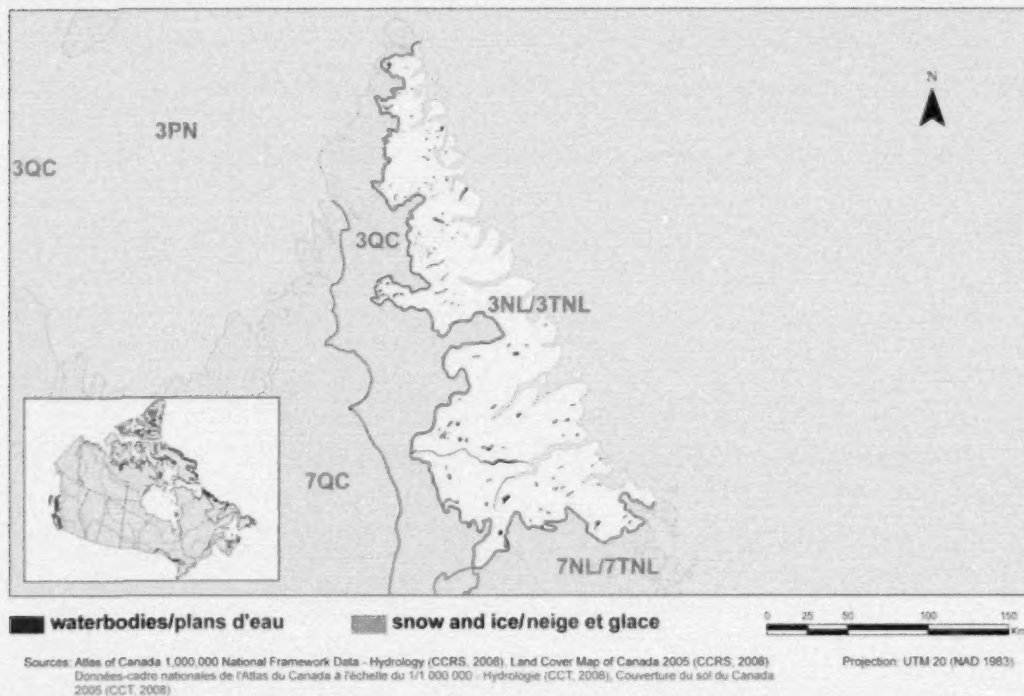 N
3PN
3QC
3QC
3NL/3TNL
7QC
7NL/7TNL
waterbodies/plans d'eau
snow and ice/neige et glace
0 25 50 100 150
Km
Sources: Atlas of Canada 1,000,000 National Framework Data - Hydrology (CCRS, 2008), Land Cover Map of Canada 2005 (CCRS, 2008)
Projection: UTM 20 (NAD 1983)
Données-cadre nationales de l'Atlas du Canada à l'échelle du 1/1 000 000 - Hydrologie (CCT, 2008), Couverture du sol du Canada
2005 (CCT, 2008)